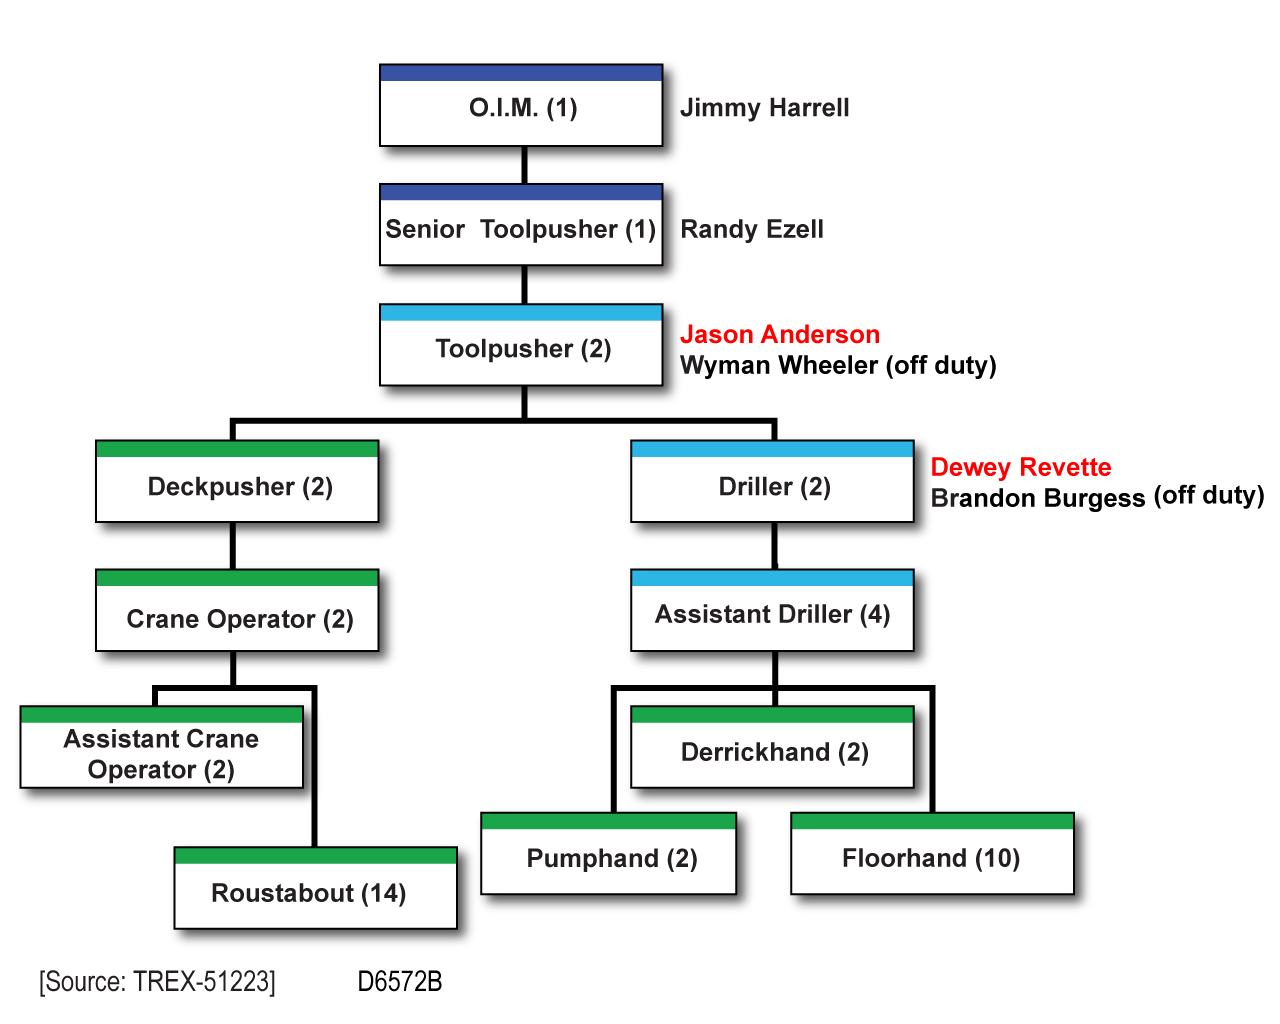 O.I.M. (1)
Jimmy Harrell
Senior Toolpusher (1)
Randy Ezell
Toolpusher (2)
Jason Anderson
Wyman Wheeler (off duty)
Deckpusher (2)
Driller (2)
Dewey Revette
Brandon Burgess (off duty)
Crane Operator (2)
Assistant Driller (4)
Assistant Crane
Operator (2)
Derrickhand (2)
Roustabout (14)
Pumphand (2)
Floorhand (10)
[Source: TREX-51223]
D6572B